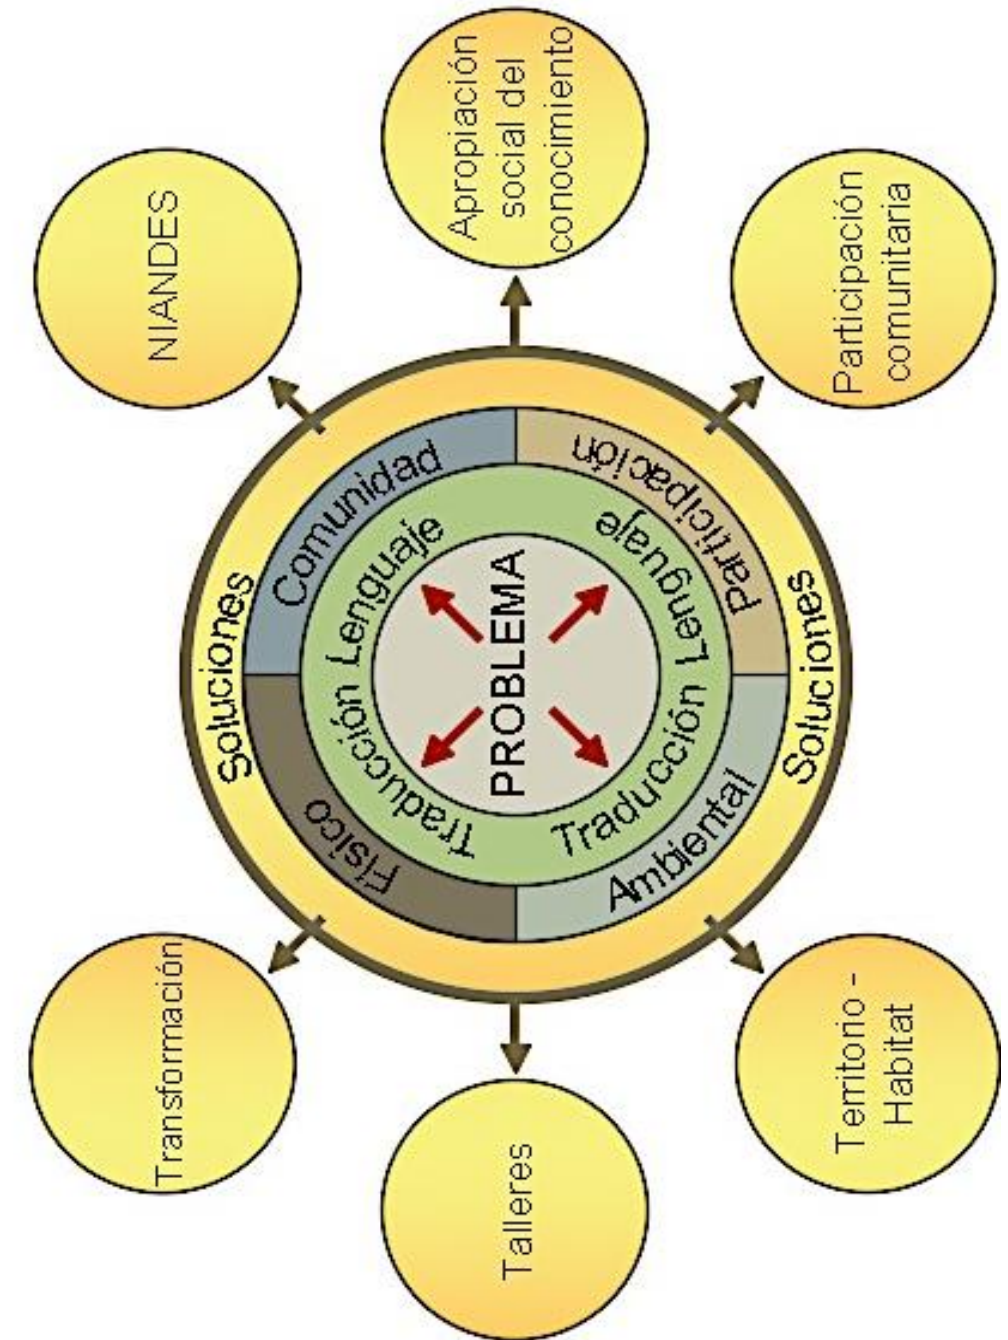 Transformación
NIANDES
Talleres
Apropiación
social del
conocimiento
Territorio -
Habitat
Participación
comunitaria
Soluciones
Físico
Comunidad
Traducción Lenguaje
PROBLEMA
Traducción Lenguaje
Ambiental
Participación
Soluciones